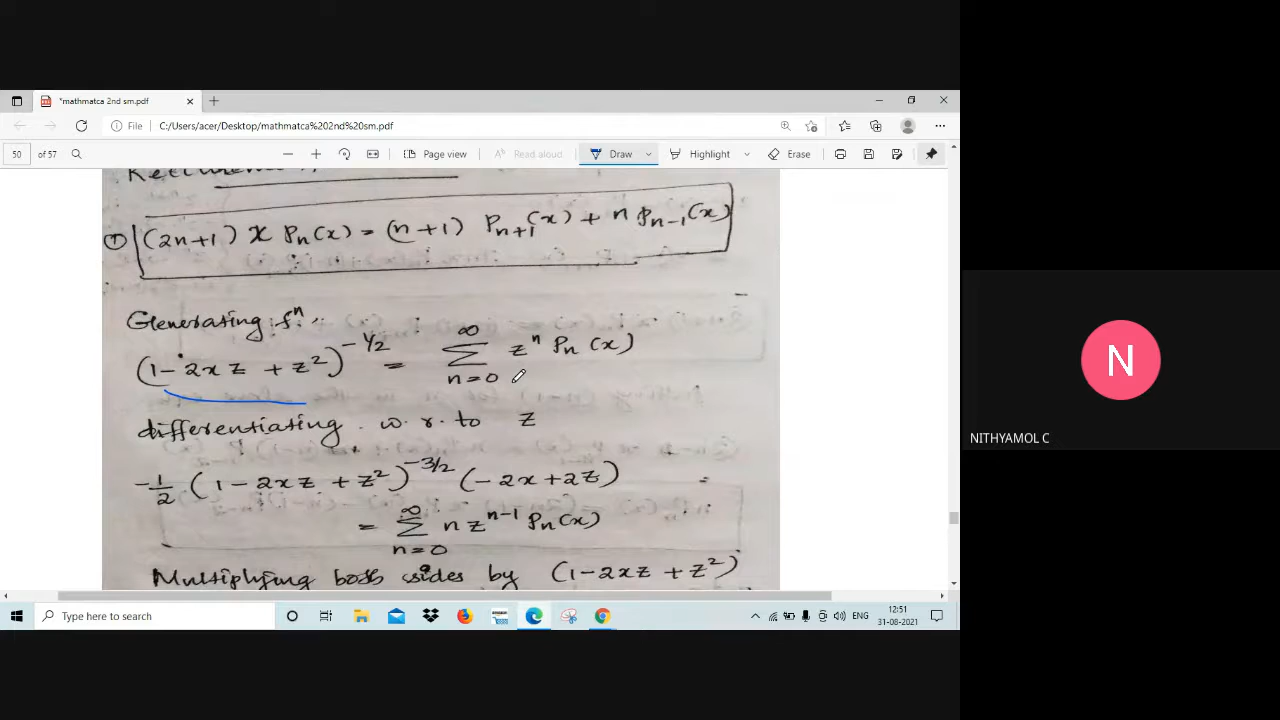 *mathmatca 2nd sm.pdf
File C:/Users/acer/Desktop/mathmatca%202nd%20sm.pdf
50 of 57 Page view Read aloud Draw Highlight Erase
① (2n+1) x Pn(x) = (n+1) Pn+1(x) + n Pn-1(x)
Generating fⁿ.
(1-2xz + z²)^-1/2 = ∞Σn=0 zⁿ Pn(x)
differentiating w.r. to z
-1/2 (1-2xz + z²)^-3/2 (-2x+2z) =
= ∞Σn=0 n z^n-1 Pn(x)
Multiplying both sides by (1-2xz + z²)
N
NITHYAMOL C
Type here to search
ENG
12:51
31-08-2021